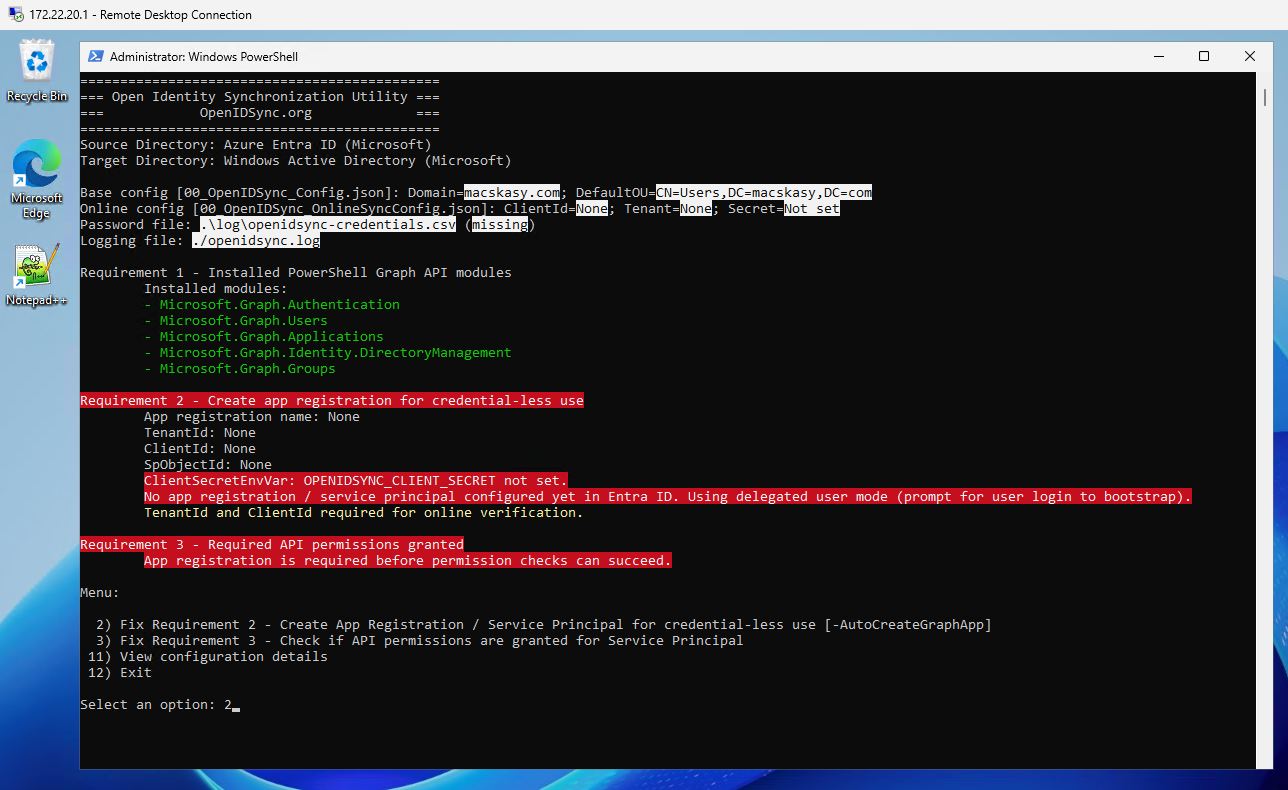 172.22.20.1 - Remote Desktop Connection
Recycle Bin
Microsoft
Edge
Notepad++
Administrator: Windows PowerShell
=============================================
=== Open Identity Synchronization Utility ===
===            OpenIDSync.org             ===
=============================================
Source Directory: Azure Entra ID (Microsoft)
Target Directory: Windows Active Directory (Microsoft)
Base config [00_OpenIDSync_Config.json]: Domain=macskasy.com; DefaultOU=CN=Users,DC=macskasy,DC=com
Online config [00_OpenIDSync_OnlineSyncConfig.json]: ClientId=None; Tenant=None; Secret=Not set
Password file: .\log\openidsync-credentials.csv (missing)
Logging file: ./openidsync.log
Requirement 1 - Installed PowerShell Graph API modules
Installed modules:
- Microsoft.Graph.Authentication
- Microsoft.Graph.Users
- Microsoft.Graph.Applications
- Microsoft.Graph.Identity.DirectoryManagement
- Microsoft.Graph.Groups
Requirement 2 - Create app registration for credential-less use
App registration name: None
TenantId: None
ClientId: None
SpObjectId: None
ClientSecretEnvVar: OPENIDSYNC_CLIENT_SECRET not set.
No app registration / service principal configured yet in Entra ID. Using delegated user mode (prompt for user login to bootstrap).
TenantId and ClientId required for online verification.
Requirement 3 - Required API permissions granted
App registration is required before permission checks can succeed.
Menu:
2) Fix Requirement 2 - Create App Registration / Service Principal for credential-less use [-AutoCreateGraphApp]
3) Fix Requirement 3 - Check if API permissions are granted for Service Principal
11) View configuration details
12) Exit
Select an option: 2